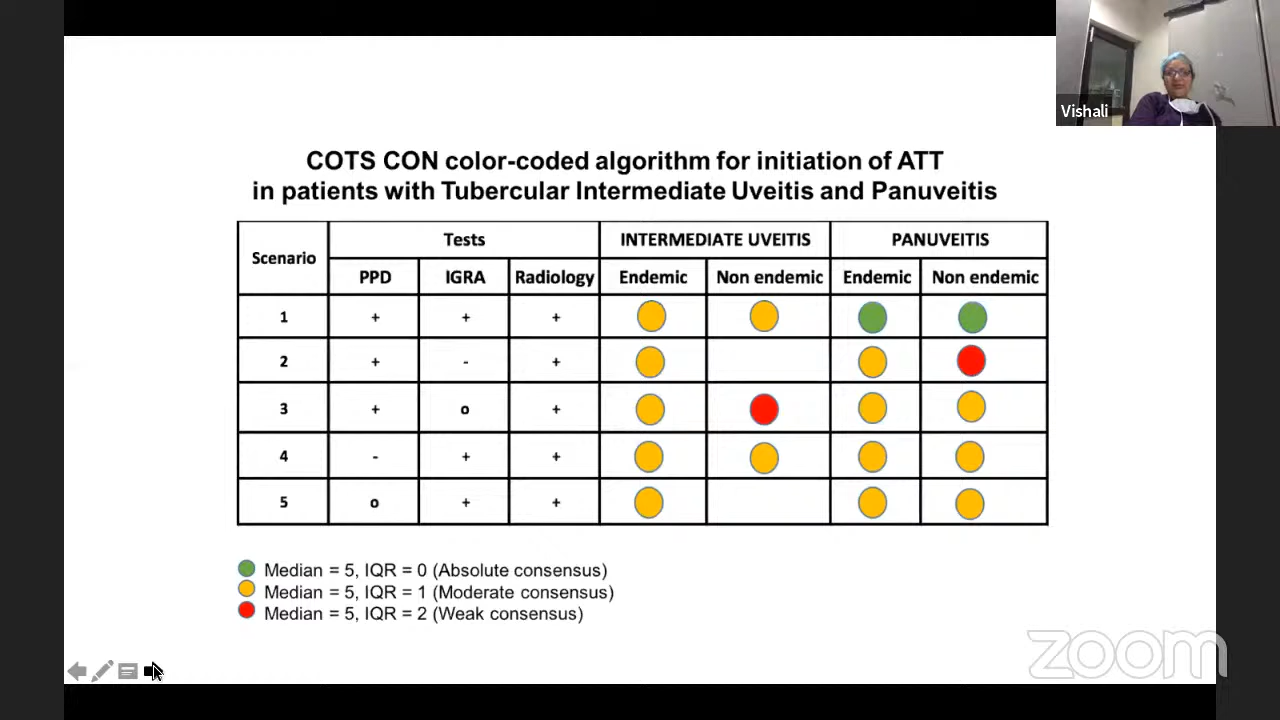 Vishali
COTS CON color-coded algorithm for initiation of ATT
in patients with Tubercular Intermediate Uveitis and Panuveitis
Scenario Tests INTERMEDIATE UVEITIS PANUVEITIS
PPD IGRA Radiology Endemic Non endemic Endemic Non endemic
1 + + +
2 + - +
3 + o +
4 - + +
5 o + +
Median = 5, IQR = 0 (Absolute consensus)
Median = 5, IQR = 1 (Moderate consensus)
Median = 5, IQR = 2 (Weak consensus)
zoom